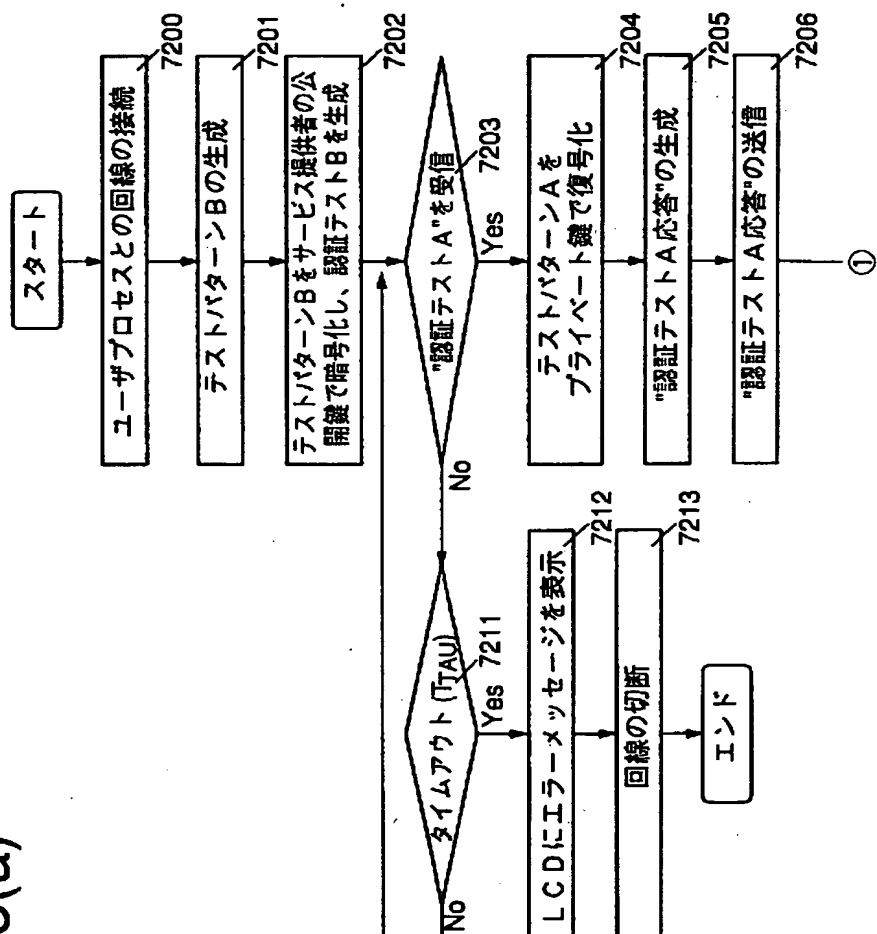 スタート
ユーザプロセスとの回線の接続
7200
テストパターンBの生成
7201
テストパターンBをサービス提供者の公
開鍵で暗号化し、認証テストBを生成
7202
"認証テストA"を受信
7203
Yes
No
テストパターンAを
プライベート鍵で復号化
7204
"認証テストA応答"の生成
7205
"認証テストA応答"の送信
7206
①
タイムアウト(TTAU)
7211
Yes
No
LCDにエラーメッセージを表示
7212
回線の切断
7213
エンド
(a)